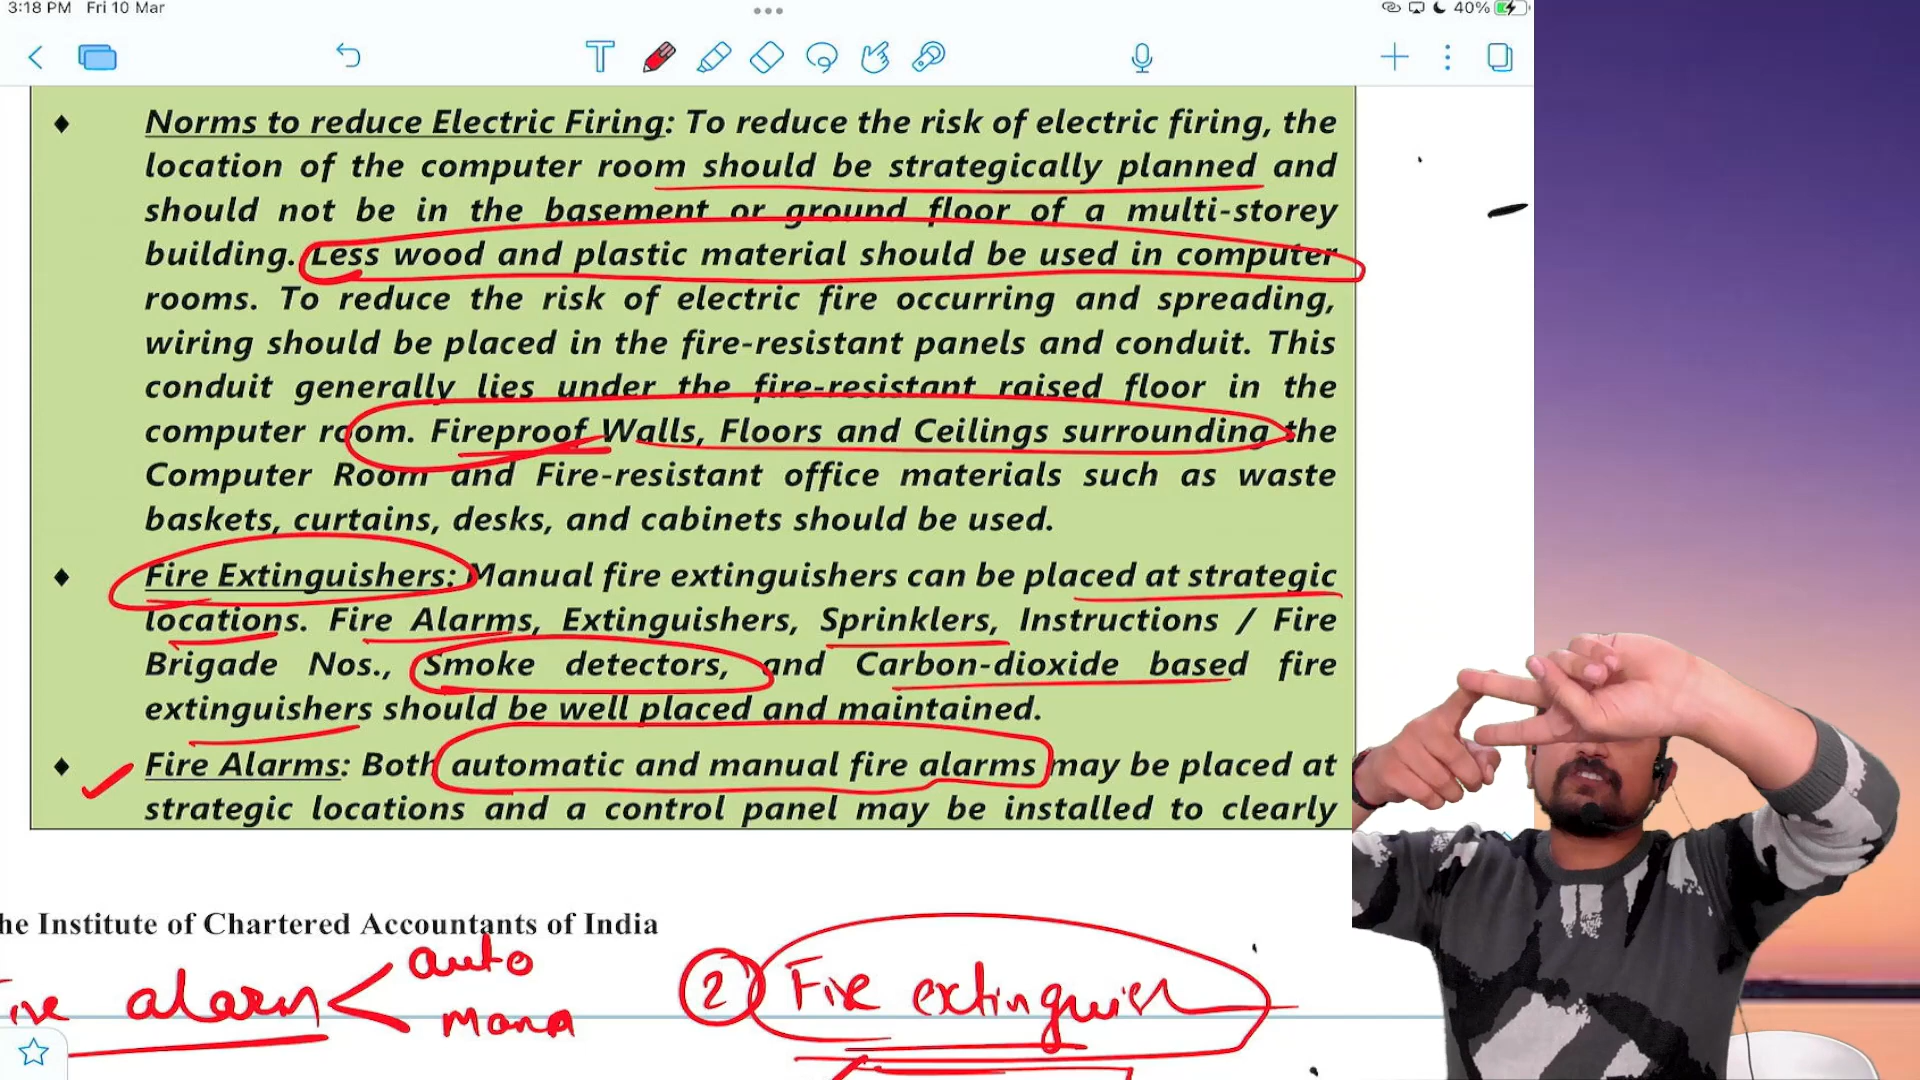 3:18 PM Fri 10 Mar
40%
T
♦ Norms to reduce Electric Firing: To reduce the risk of electric firing, the
location of the computer room should be strategically planned and
should not be in the basement or ground floor of a multi-storey
building. Less wood and plastic material should be used in computer
rooms. To reduce the risk of electric fire occurring and spreading,
wiring should be placed in the fire-resistant panels and conduit. This
conduit generally lies under the fire-resistant raised floor in the
computer room. Fireproof Walls, Floors and Ceilings surrounding the
Computer Room and Fire-resistant office materials such as waste
baskets, curtains, desks, and cabinets should be used.
♦ Fire Extinguishers: Manual fire extinguishers can be placed at strategic
locations. Fire Alarms, Extinguishers, Sprinklers, Instructions / Fire
Brigade Nos., Smoke detectors, and Carbon-dioxide based fire
extinguishers should be well placed and maintained.
♦ Fire Alarms: Both automatic and manual fire alarms may be placed at
strategic locations and a control panel may be installed to clearly
he Institute of Chartered Accountants of India
auto
alarm
② Fire